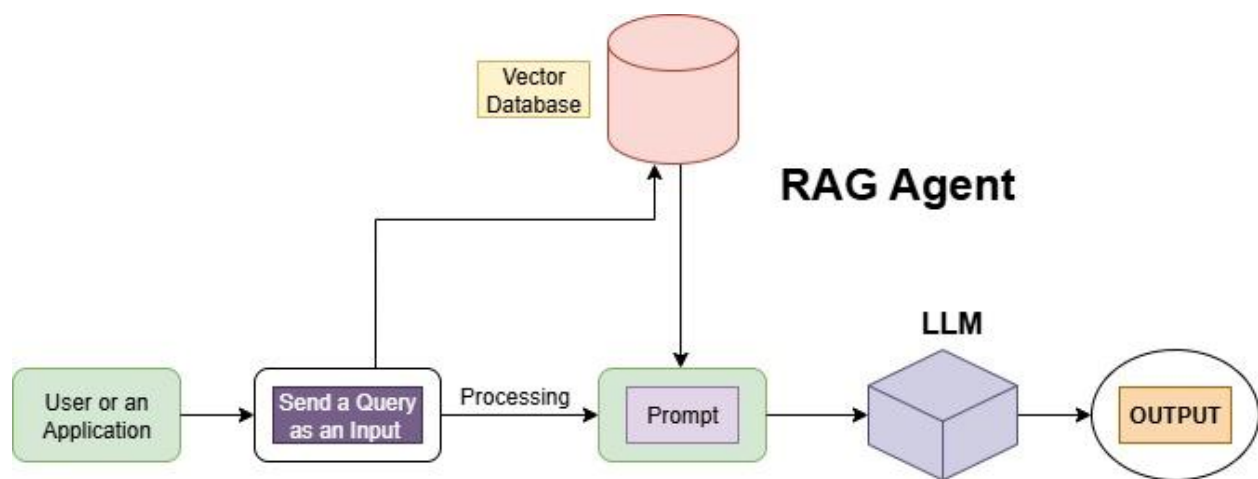 Vector
Database
RAG Agent
LLM
User or an
Application
Send a Query
as an Input
Processing
Prompt
OUTPUT